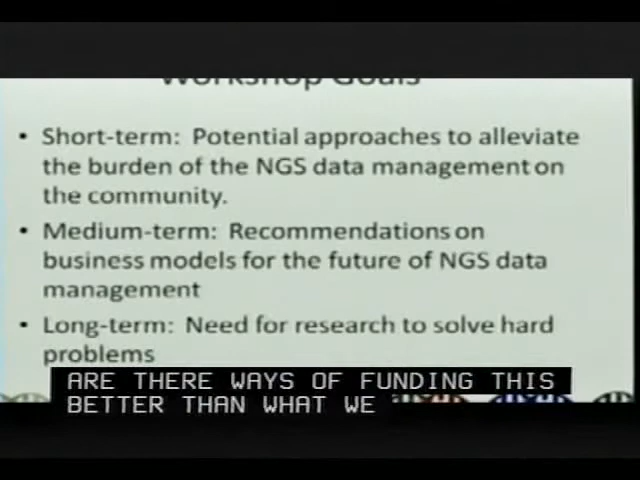 Workshop Goals
• Short-term: Potential approaches to alleviate
the burden of the NGS data management on
the community.
• Medium-term: Recommendations on
business models for the future of NGS data
management
• Long-term: Need for research to solve hard
problems
ARE THERE WAYS OF FUNDING THIS
BETTER THAN WHAT WE